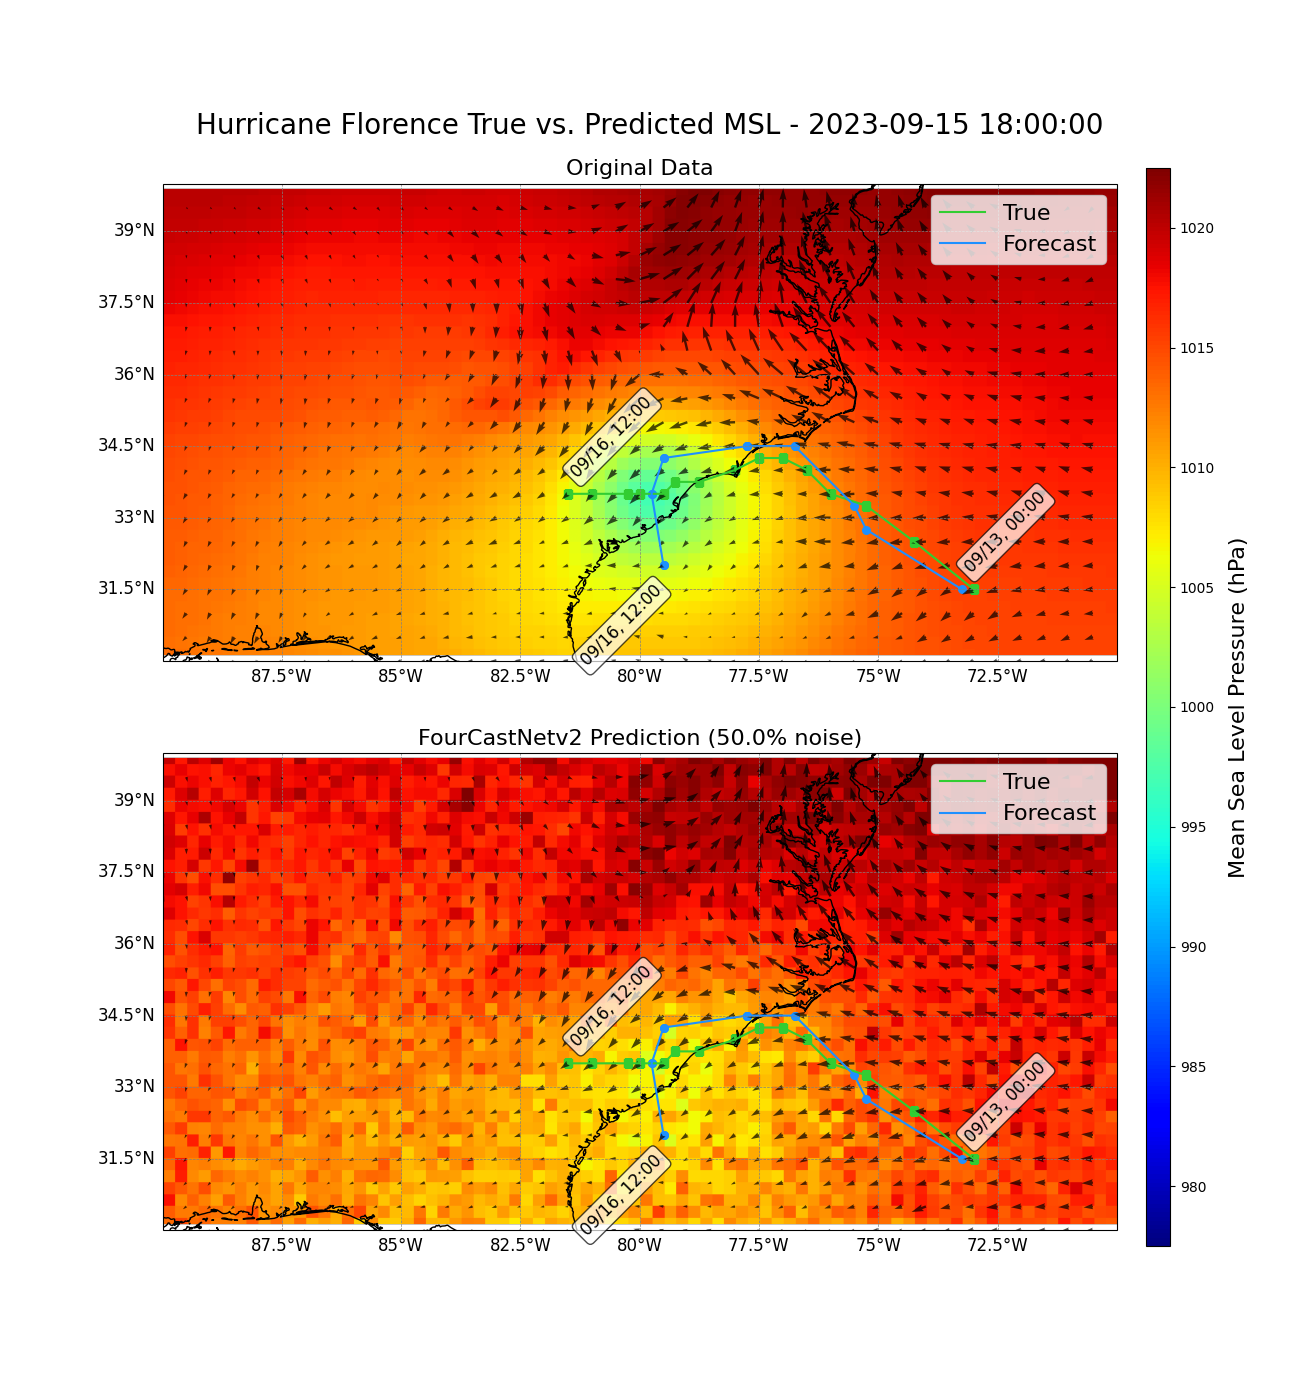 Hurricane Florence True vs. Predicted MSL - 2023-09-15 18:00:00
Original Data
True
Forecast
39°N
37.5°N
36°N
34.5°N
33°N
31.5°N
09/16, 12:00
09/13, 00:00
09/16, 12:00
87.5°W
85°W
82.5°W
80°W
77.5°W
75°W
72.5°W
FourCastNetv2 Prediction (50.0% noise)
True
Forecast
39°N
37.5°N
36°N
34.5°N
33°N
31.5°N
09/16, 12:00
09/13, 00:00
09/16, 12:00
87.5°W
85°W
82.5°W
80°W
77.5°W
75°W
72.5°W
1020
1015
1010
1005
1000
995
990
985
980
Mean Sea Level Pressure (hPa)